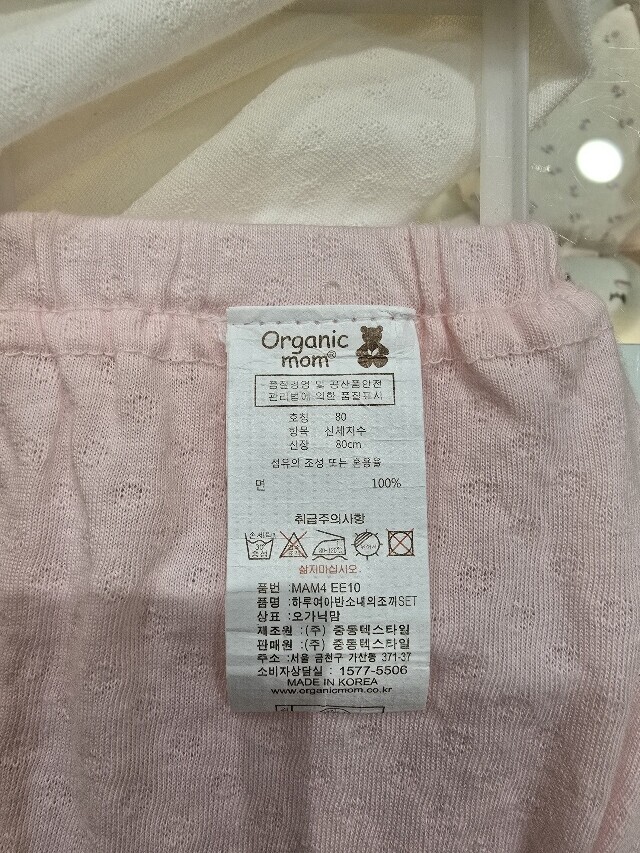 Organic
mom®
품질경영 및 공산품안전
관리법에 의한 품질표시
호칭 80
항목 신체치수
신장 80cm
섬유의 조성 또는 혼용율
면 100%
취급주의사항
삶지마십시오.
품번 : MAM4 EE10
품명 : 하루여아반소내의조끼SET
상표 : 오가닉맘
제조원 : (주) 중동텍스타일
판매원 : (주) 중동텍스타일
주소 : 서울 금천구 가산동 371-37
소비자상담실 : 1577-5506
MADE IN KOREA
www.organicmom.co.kr